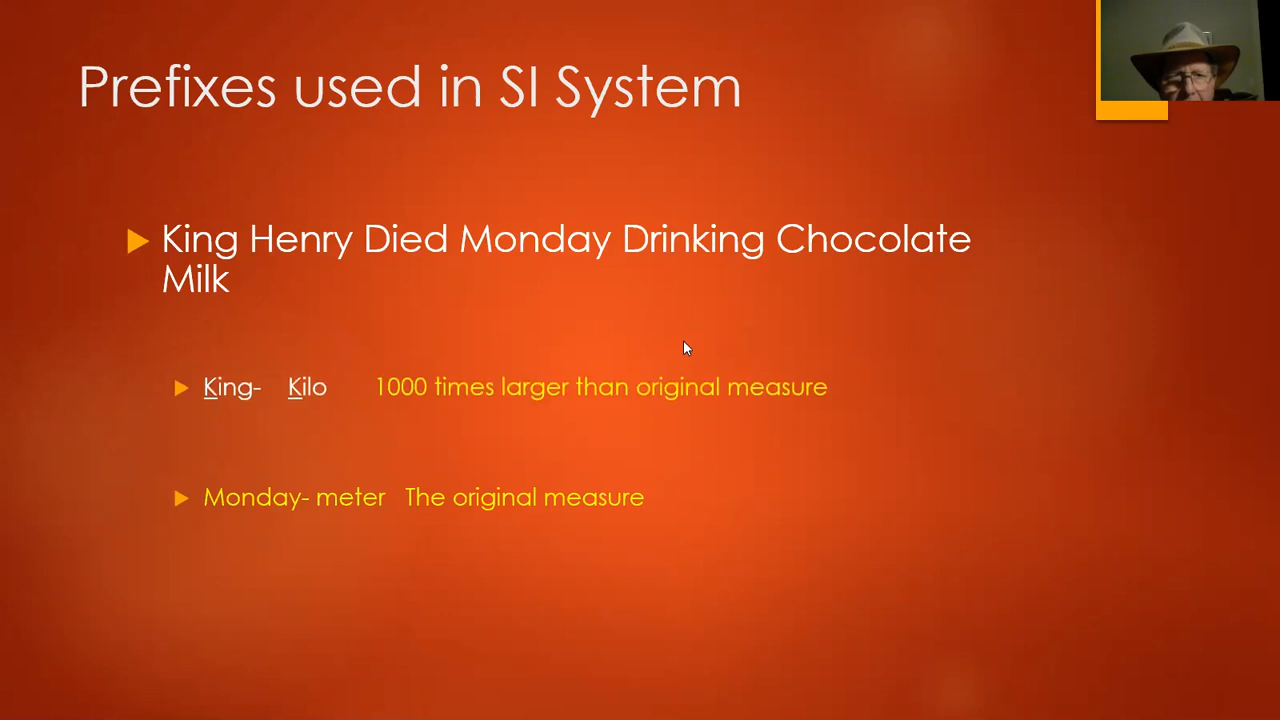 Prefixes used in SI System
King Henry Died Monday Drinking Chocolate
Milk
King- Kilo 1000 times larger than original measure
Monday- meter The original measure